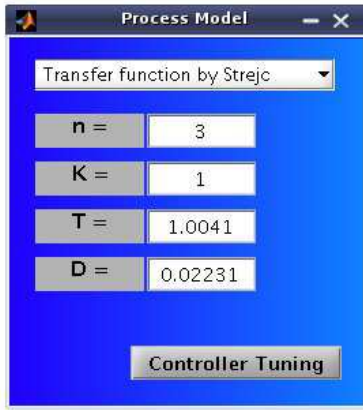 Process Model
Transfer function by Strejc
n = 3
K = 1
T = 1.0041
D = 0.02231
Controller Tuning